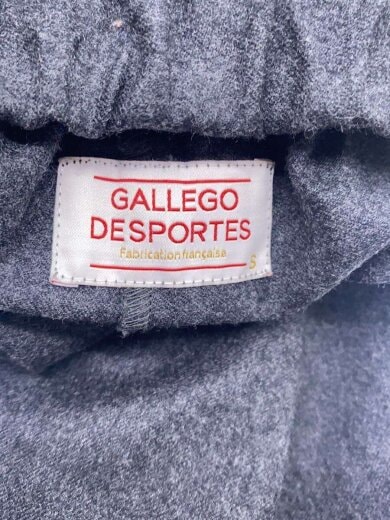 GALLEGO
DESPORTES
Fabrication française
S